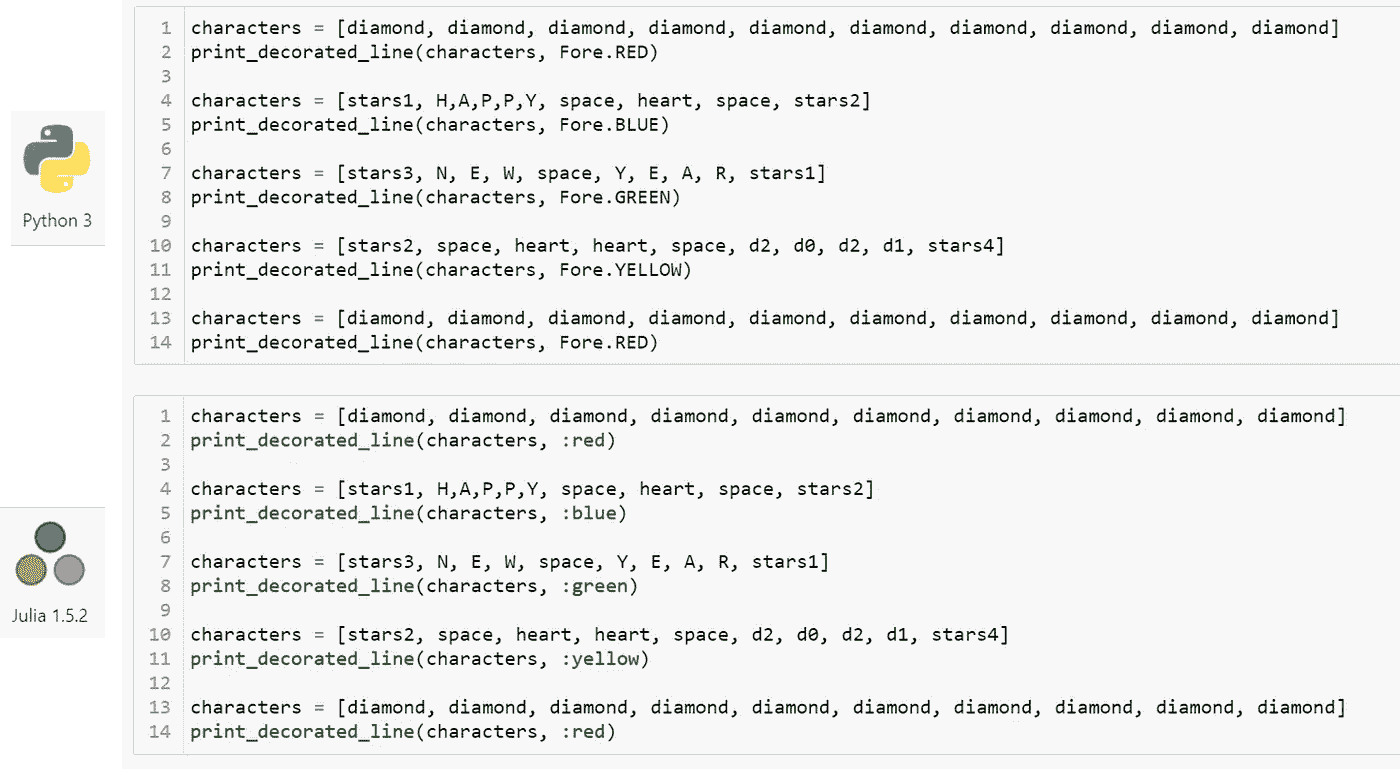 1 characters = [diamond, diamond, diamond, diamond, diamond, diamond, diamond, diamond, diamond, diamond]
2 print_decorated_line(characters, Fore.RED)
3
4 characters = [stars1, H,A,P,P,Y, space, heart, space, stars2]
5 print_decorated_line(characters, Fore.BLUE)
6
7 characters = [stars3, N, E, W, space, Y, E, A, R, stars1]
8 print_decorated_line(characters, Fore.GREEN)
9
10 characters = [stars2, space, heart, heart, space, d2, d0, d2, d1, stars4]
11 print_decorated_line(characters, Fore.YELLOW)
12
13 characters = [diamond, diamond, diamond, diamond, diamond, diamond, diamond, diamond, diamond, diamond]
14 print_decorated_line(characters, Fore.RED)
Python 3
1 characters = [diamond, diamond, diamond, diamond, diamond, diamond, diamond, diamond, diamond, diamond]
2 print_decorated_line(characters, :red)
3
4 characters = [stars1, H,A,P,P,Y, space, heart, space, stars2]
5 print_decorated_line(characters, :blue)
6
7 characters = [stars3, N, E, W, space, Y, E, A, R, stars1]
8 print_decorated_line(characters, :green)
9
10 characters = [stars2, space, heart, heart, space, d2, d0, d2, d1, stars4]
11 print_decorated_line(characters, :yellow)
12
13 characters = [diamond, diamond, diamond, diamond, diamond, diamond, diamond, diamond, diamond, diamond]
14 print_decorated_line(characters, :red)
Julia 1.5.2